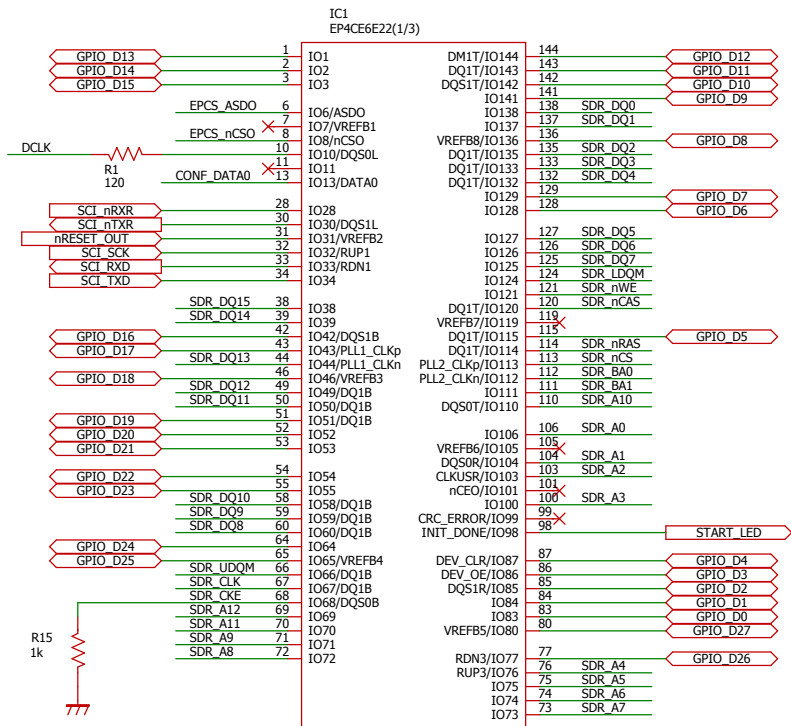 IC1
EP4CE6E22(1/3)
GPIO_D13 1 IO1 DM1T/IO144 144 GPIO_D12
GPIO_D14 2 IO2 DQ1T/IO143 143 GPIO_D11
GPIO_D15 3 IO3 DQS1T/IO142 142 GPIO_D10
IO141 141 GPIO_D9
EPCS_ASDO 6 IO6/ASDO IO138 138 SDR_DQ0
7 IO7/VREFB1 IO137 137 SDR_DQ1
EPCS_nCSO 8 IO8/nCSO VREFB8/IO136 136 GPIO_D8
DCLK 10 IO10/DQS0L DQ1T/IO135 135 SDR_DQ2
R1 11 IO11 DQ1T/IO133 133 SDR_DQ3
120 CONF_DATA0 13 IO13/DATA0 DQ1T/IO132 132 SDR_DQ4
IO129 129 GPIO_D7
SCI_nRXR 28 IO28 IO128 128 GPIO_D6
SCI_nTXR 30 IO30/DQS1L
nRESET_OUT 31 IO31/VREFB2 IO127 127 SDR_DQ5
SCI_SCK 32 IO32/RUP1 IO126 126 SDR_DQ6
SCI_RXD 33 IO33/RDN1 IO125 125 SDR_DQ7
SCI_TXD 34 IO34 IO124 124 SDR_LDQM
IO121 121 SDR_nWE
SDR_DQ15 38 IO38 DQ1T/IO120 120 SDR_nCAS
SDR_DQ14 39 IO39 VREFB7/IO119 119
GPIO_D16 42 IO42/DQS1B DQ1T/IO115 115 GPIO_D5
GPIO_D17 43 IO43/PLL1_CLKp DQ1T/IO114 114 SDR_nRAS
SDR_DQ13 44 IO44/PLL1_CLKn PLL2_CLKp/IO113 113 SDR_nCS
GPIO_D18 46 IO46/VREFB3 PLL2_CLKn/IO112 112 SDR_BA0
SDR_DQ12 49 IO49/DQ1B IO111 111 SDR_BA1
SDR_DQ11 50 IO50/DQ1B DQS0T/IO110 110 SDR_A10
GPIO_D19 51 IO51/DQ1B
GPIO_D20 52 IO52 IO106 106 SDR_A0
GPIO_D21 53 IO53 VREFB6/IO105 105
DQS0R/IO104 104 SDR_A1
GPIO_D22 54 IO54 CLKUSR/IO103 103 SDR_A2
GPIO_D23 55 IO55 nCEO/IO101 101
SDR_DQ10 58 IO58/DQ1B IO100 100 SDR_A3
SDR_DQ9 59 IO59/DQ1B CRC_ERROR/IO99 99
SDR_DQ8 60 IO60/DQ1B INIT_DONE/IO98 98 START_LED
GPIO_D24 64 IO64
GPIO_D25 65 IO65/VREFB4 DEV_CLR/IO87 87 GPIO_D4
SDR_UDQM 66 IO66/DQ1B DEV_OE/IO86 86 GPIO_D3
SDR_CLK 67 IO67/DQ1B DQS1R/IO85 85 GPIO_D2
SDR_CKE 68 IO68/DQS0B IO84 84 GPIO_D1
SDR_A12 69 IO69 IO83 83 GPIO_D0
SDR_A11 70 IO70 VREFB5/IO80 80 GPIO_D27
R15 SDR_A9 71 IO71
1k SDR_A8 72 IO72 RDN3/IO77 77 GPIO_D26
RUP3/IO76 76 SDR_A4
IO75 75 SDR_A5
IO74 74 SDR_A6
IO73 73 SDR_A7